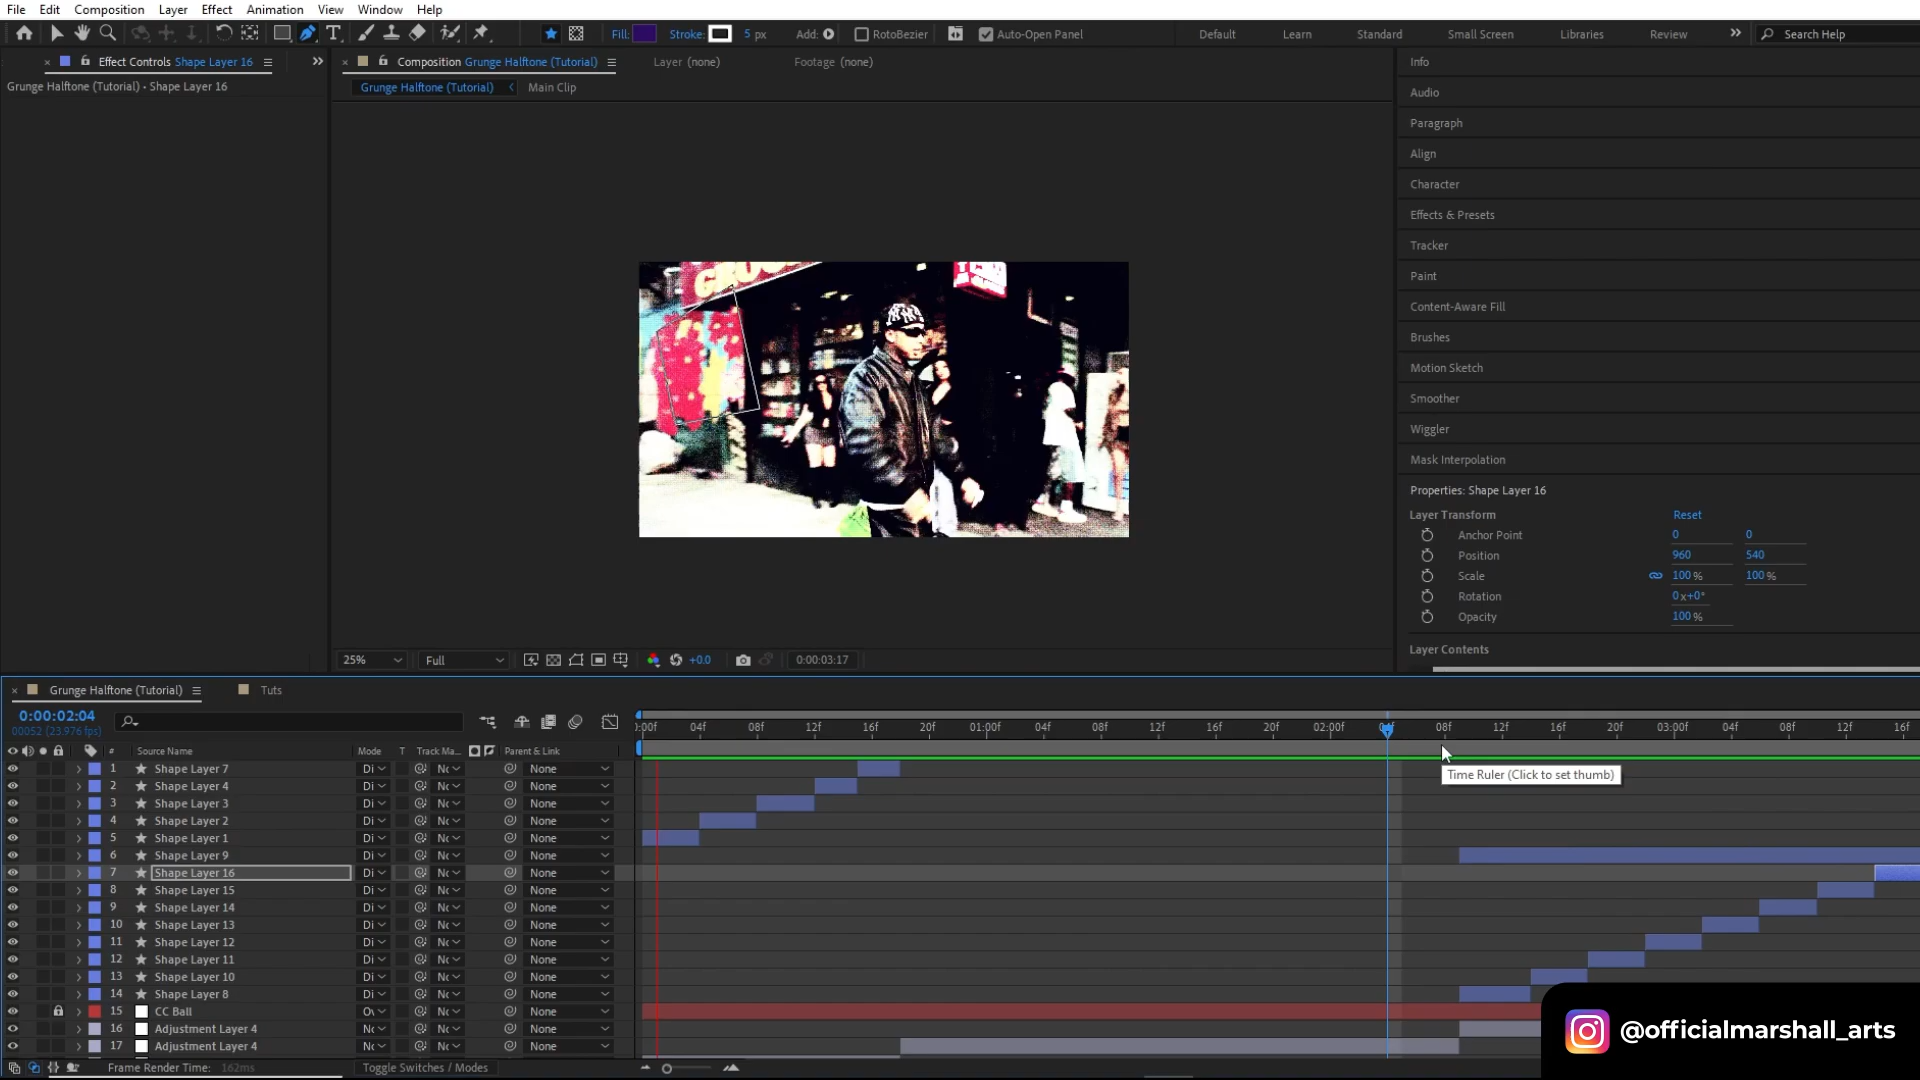 File Edit Composition Layer Effect Animation View Window Help
Fill: Stroke: 5 px Add: RotoBezier Auto-Open Panel Default Learn Standard Small Screen Libraries Review Search Help
Effect Controls Shape Layer 16
Grunge Halftone (Tutorial) • Shape Layer 16
Composition Grunge Halftone (Tutorial) Layer (none) Footage (none)
Grunge Halftone (Tutorial) Main Clip
Info
Audio
Paragraph
Align
Character
Effects & Presets
Tracker
Paint
Content-Aware Fill
Brushes
Motion Sketch
Smoother
Wiggler
Mask Interpolation
Properties: Shape Layer 16
Layer Transform Reset
Anchor Point 0 0
Position 960 540
Scale 100 % 100 %
Rotation 0x+0°
Opacity 100 %
Layer Contents
25% Full +0.0 0:00:03:17
Grunge Halftone (Tutorial) Tuts
0:00:02:04
00052 (23.976 fps)
:00f 04f 08f 12f 16f 20f 01:00f 04f 08f 12f 16f 20f 02:00f 04f 08f 12f 16f 20f 03:00f 04f 08f 12f 16f
# Source Name Mode T Track Ma... Parent & Link
Time Ruler (Click to set thumb)
1 Shape Layer 7 Di Nc None
2 Shape Layer 4 Di Nc None
3 Shape Layer 3 Di Nc None
4 Shape Layer 2 Di Nc None
5 Shape Layer 1 Di Nc None
6 Shape Layer 9 Di Nc None
7 Shape Layer 16 Di Nc None
8 Shape Layer 15 Di Nc None
9 Shape Layer 14 Di Nc None
10 Shape Layer 13 Di Nc None
11 Shape Layer 12 Di Nc None
12 Shape Layer 11 Di Nc None
13 Shape Layer 10 Di Nc None
14 Shape Layer 8 Di Nc None
15 CC Ball Ov Nc None
16 Adjustment Layer 4 Nc Nc None
17 Adjustment Layer 4 Nc Nc None
Frame Render Time: 162ms Toggle Switches / Modes
@officialmarshall_arts